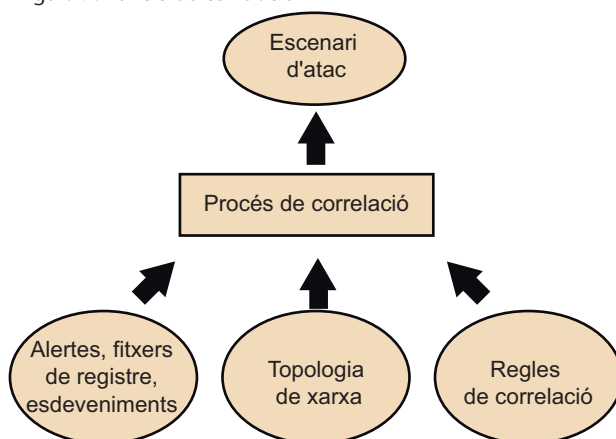 Escenari
d'atac
Procés de correlació
Alertes, fitxers
de registre,
esdeveniments
Topologia
de xarxa
Regles
de correlació